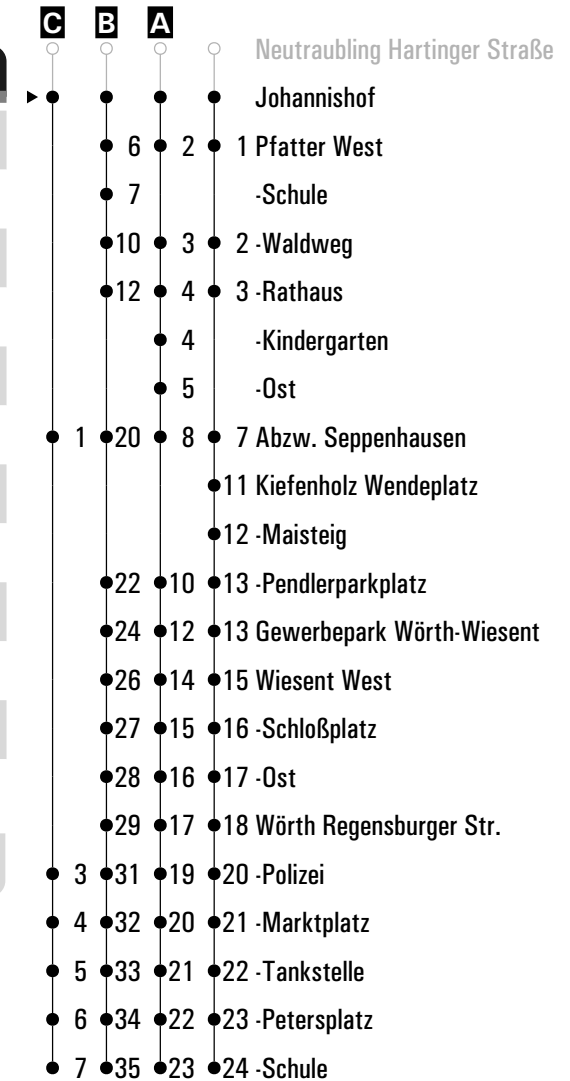 C B A
Neutraubling Hartinger Straße
Johannishof
6 2 1 Pfatter West
7 -Schule
10 3 2 -Waldweg
12 4 3 -Rathaus
4 -Kindergarten
5 -Ost
1 20 8 7 Abzw. Seppenhausen
11 Kiefenholz Wendeplatz
12 -Maisteig
22 10 13 -Pendlerparkplatz
24 12 13 Gewerbepark Wörth-Wiesent
26 14 15 Wiesent West
27 15 16 -Schloßplatz
28 16 17 -Ost
29 17 18 Wörth Regensburger Str.
3 31 19 20 -Polizei
4 32 20 21 -Marktplatz
5 33 21 22 -Tankstelle
6 34 22 23 -Petersplatz
7 35 23 24 -Schule